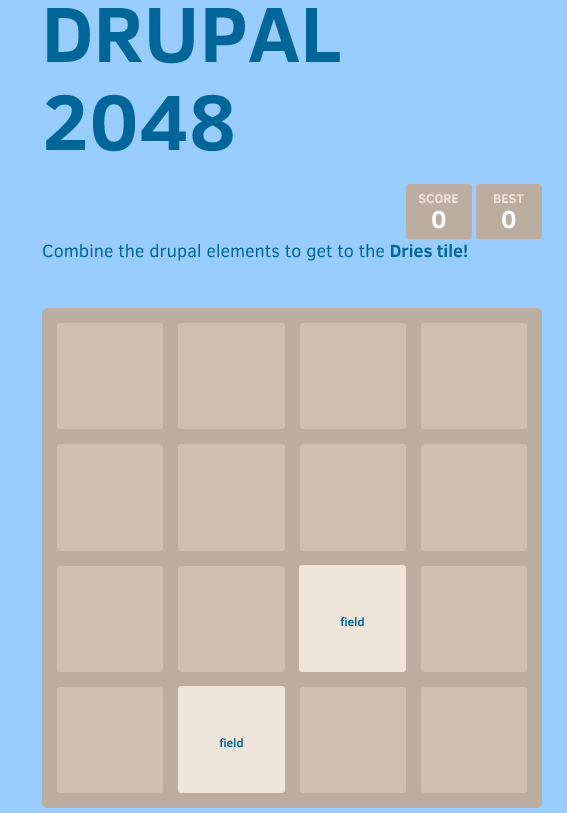 DRUPAL
2048
SCORE BEST
0 0
Combine the drupal elements to get to the Dries tile!
field
field